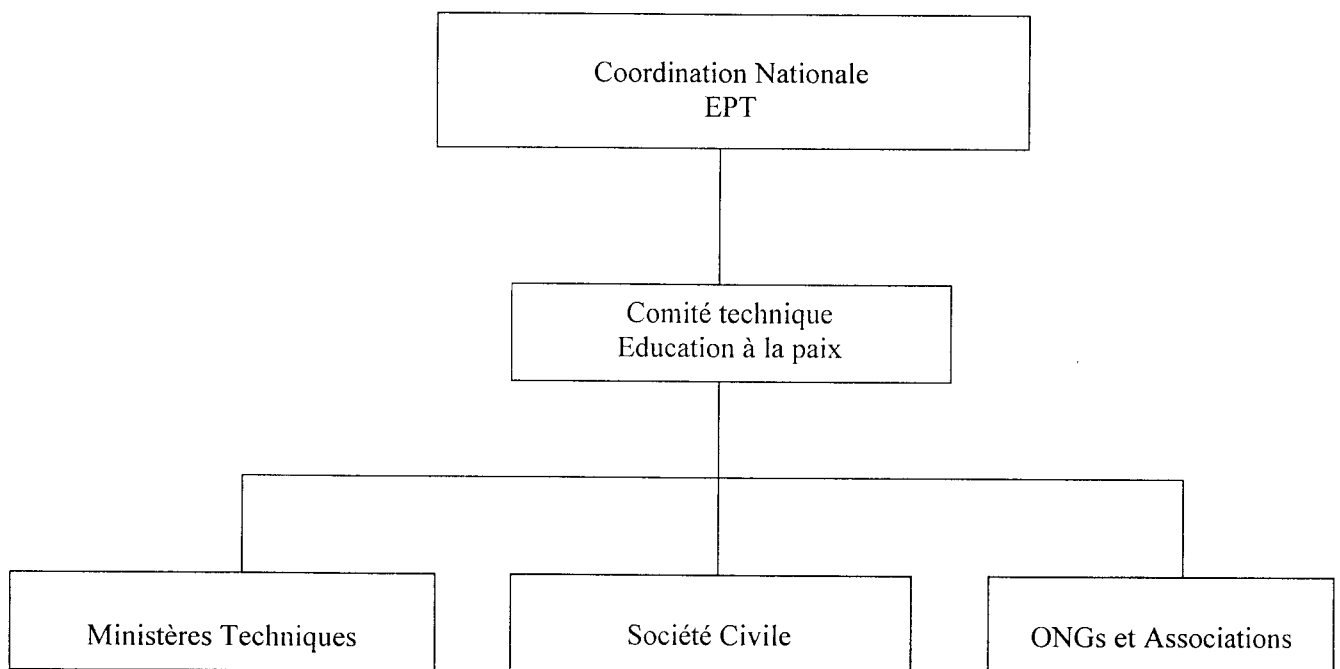 Coordination Nationale
EPT
Comité technique
Education à la paix
Ministères Techniques
Société Civile
ONGs et Associations